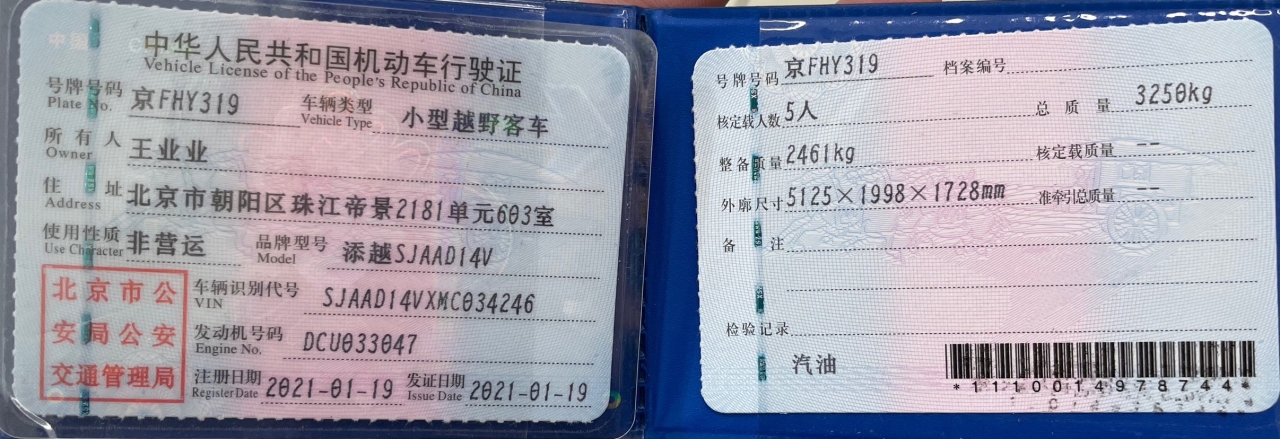 中国
中华人民共和国机动车行驶证
Vehicle License of the People's Republic of China
号牌号码 京FHY319 车辆类型 小型越野客车
Plate No. Vehicle Type
所有人 王业业
Owner
住址 北京市朝阳区珠江帝景2181单元603室
Address
使用性质 非营运 品牌型号 添越SJAAD14V
Use Character Model
北京市公
安局公安
交通管理局
车辆识别代号 SJAAD14VXMC034246
VIN
发动机号码 DCU033047
Engine No.
注册日期 2021-01-19 发证日期 2021-01-19
Register Date Issue Date
号牌号码 京FHY319 档案编号
核定载人数 5人 总质量 3250kg
整备质量 2461kg 核定载质量 --
外廓尺寸 5125×1998×1728mm 准牵引总质量 --
备注
检验记录
汽油
*1110014978744*